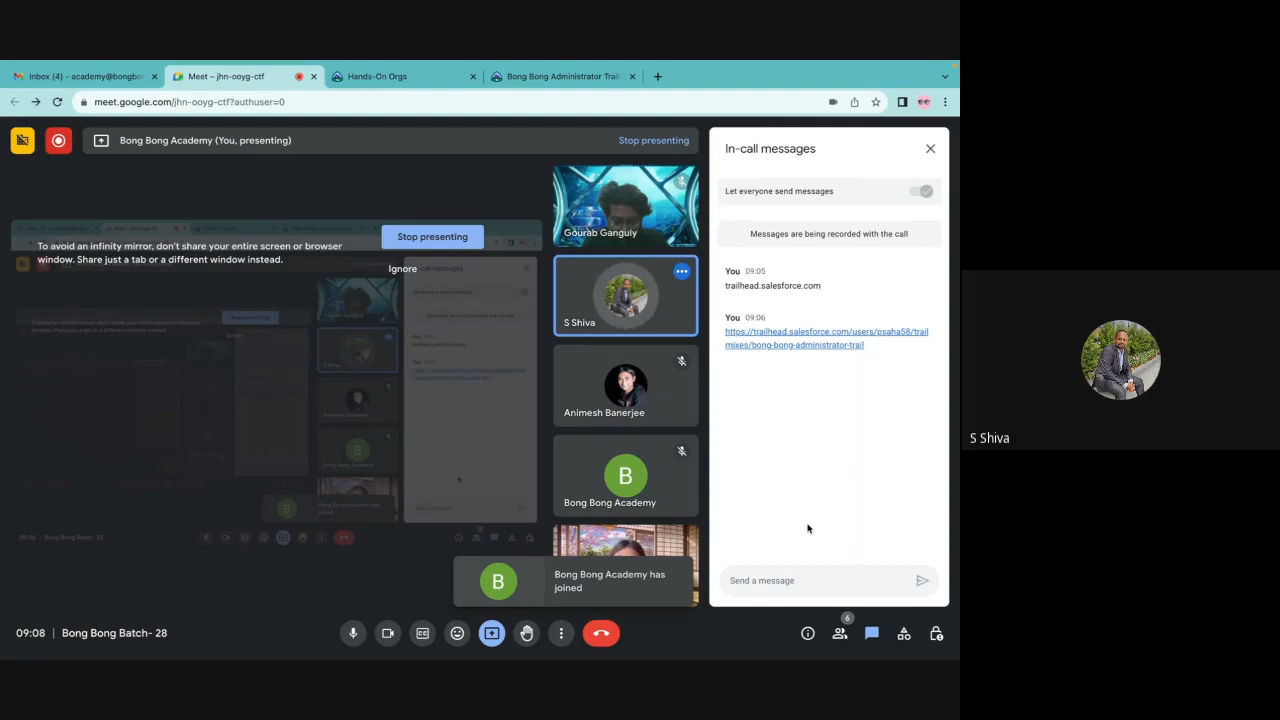 Inbox (4) - academy@bongbon
Meet – jhn-ooyg-ctf
Hands-On Orgs
Bong Bong Administrator Trail
meet.google.com/jhn-ooyg-ctf?authuser=0
Bong Bong Academy (You, presenting)
Stop presenting
To avoid an infinity mirror, don't share your entire screen or browser
window. Share just a tab or a different window instead.
Stop presenting
Ignore
Gourab Ganguly
S Shiva
Animesh Banerjee
B
Bong Bong Academy
B
Bong Bong Academy has
joined
In-call messages
Let everyone send messages
Messages are being recorded with the call
You 09:05
trailhead.salesforce.com
You 09:06
https://trailhead.salesforce.com/users/psaha58/trail
mixes/bong-bong-administrator-trail
Send a message
09:08 | Bong Bong Batch- 28
6
S Shiva